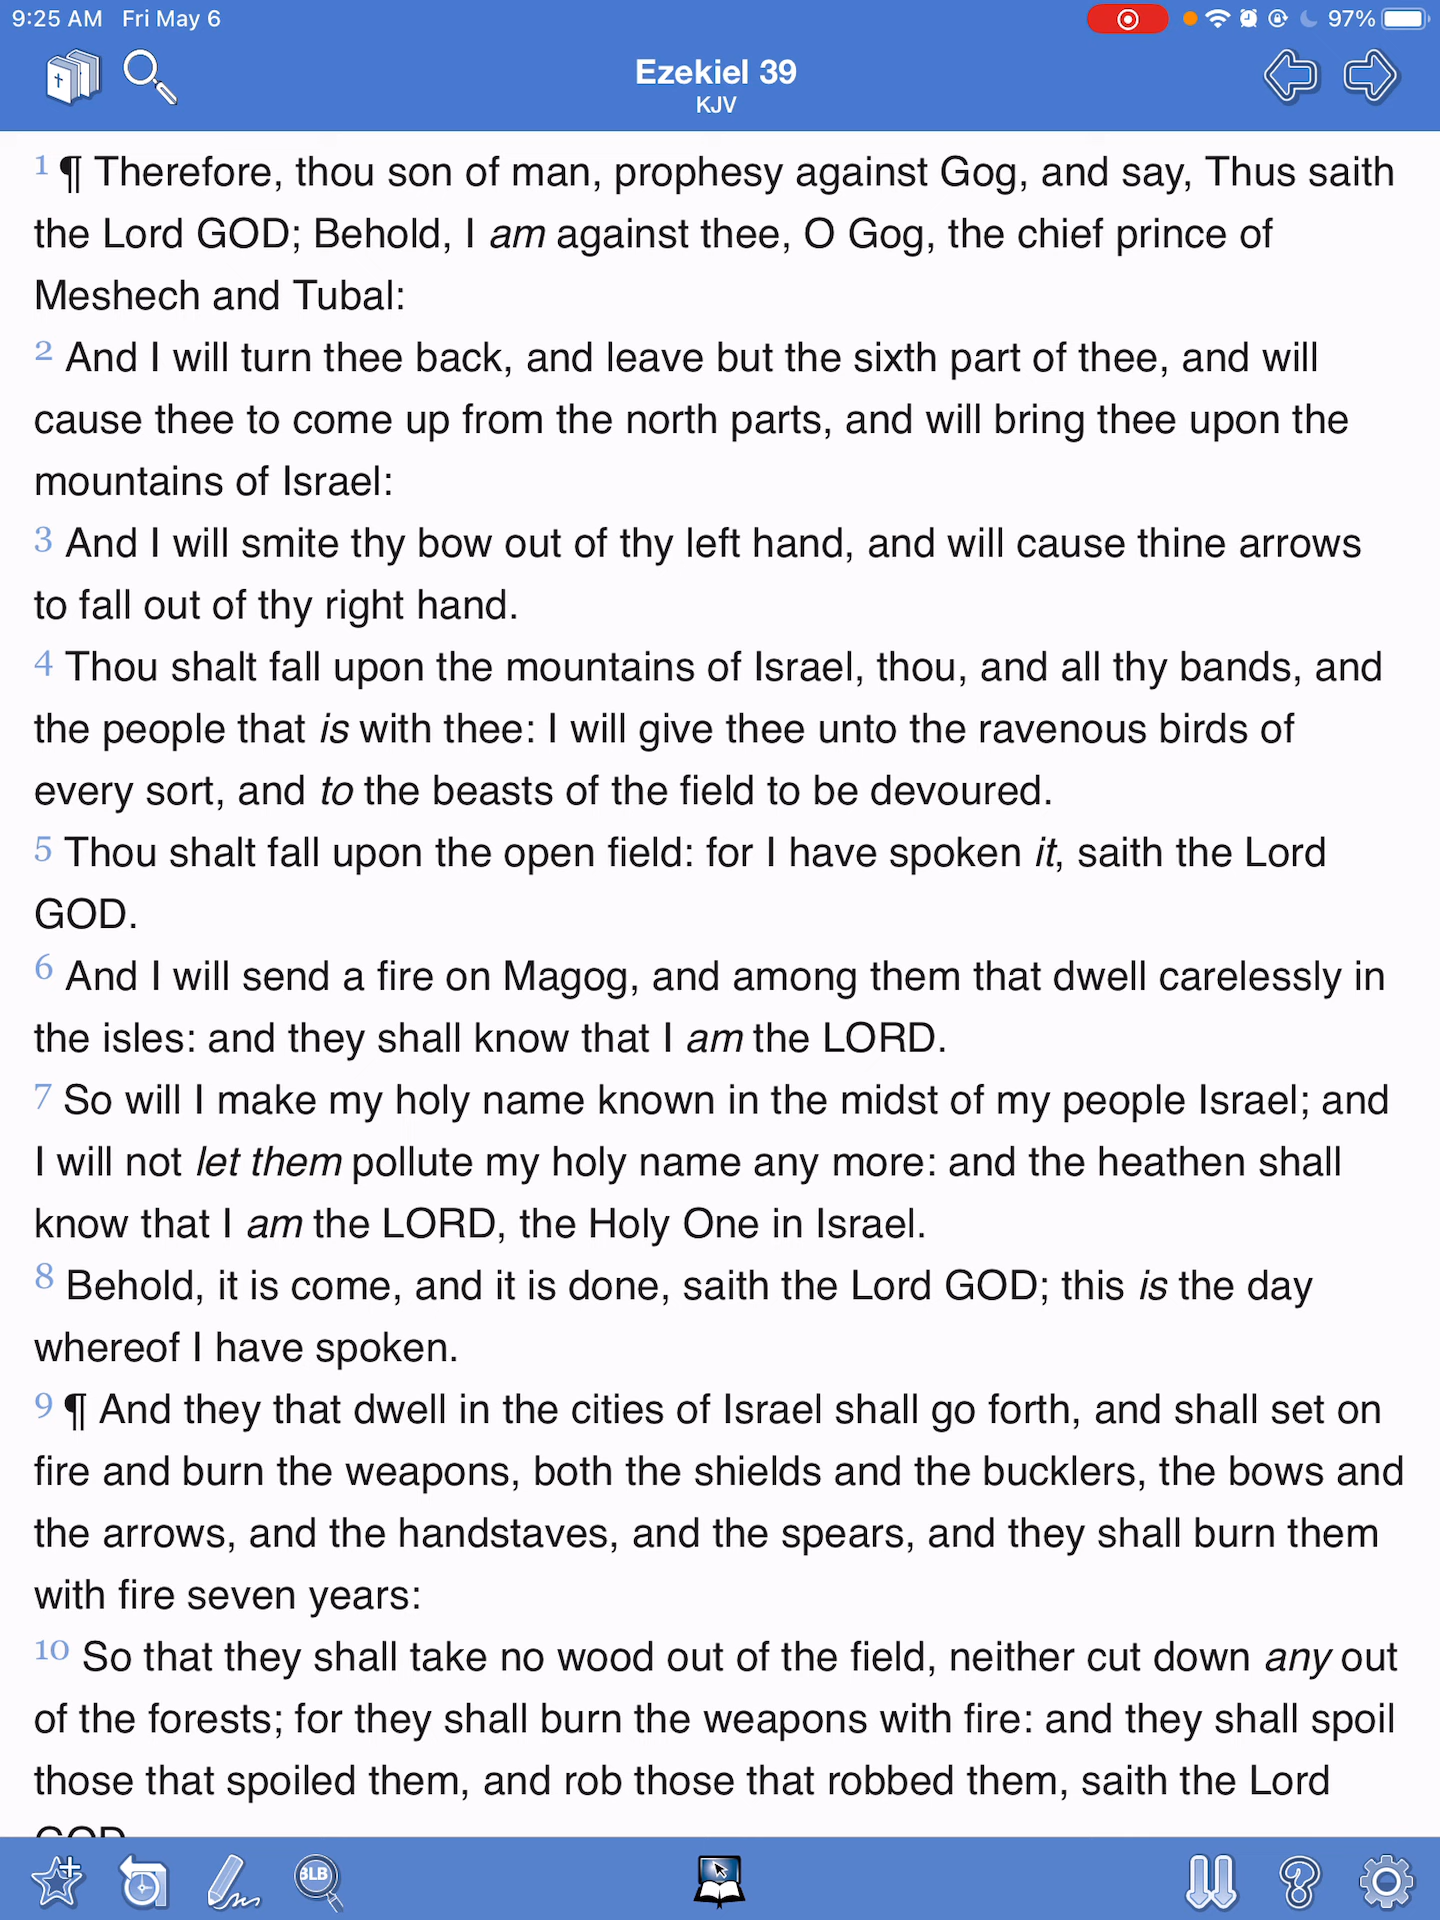 9:25 AM Fri May 6 97%
Ezekiel 39
KJV
1 ¶ Therefore, thou son of man, prophesy against Gog, and say, Thus saith
the Lord GOD; Behold, I am against thee, O Gog, the chief prince of
Meshech and Tubal:
2 And I will turn thee back, and leave but the sixth part of thee, and will
cause thee to come up from the north parts, and will bring thee upon the
mountains of Israel:
3 And I will smite thy bow out of thy left hand, and will cause thine arrows
to fall out of thy right hand.
4 Thou shalt fall upon the mountains of Israel, thou, and all thy bands, and
the people that is with thee: I will give thee unto the ravenous birds of
every sort, and to the beasts of the field to be devoured.
5 Thou shalt fall upon the open field: for I have spoken it, saith the Lord
GOD.
6 And I will send a fire on Magog, and among them that dwell carelessly in
the isles: and they shall know that I am the LORD.
7 So will I make my holy name known in the midst of my people Israel; and
I will not let them pollute my holy name any more: and the heathen shall
know that I am the LORD, the Holy One in Israel.
8 Behold, it is come, and it is done, saith the Lord GOD; this is the day
whereof I have spoken.
9 ¶ And they that dwell in the cities of Israel shall go forth, and shall set on
fire and burn the weapons, both the shields and the bucklers, the bows and
the arrows, and the handstaves, and the spears, and they shall burn them
with fire seven years:
10 So that they shall take no wood out of the field, neither cut down any out
of the forests; for they shall burn the weapons with fire: and they shall spoil
those that spoiled them, and rob those that robbed them, saith the Lord
GOD
BLB